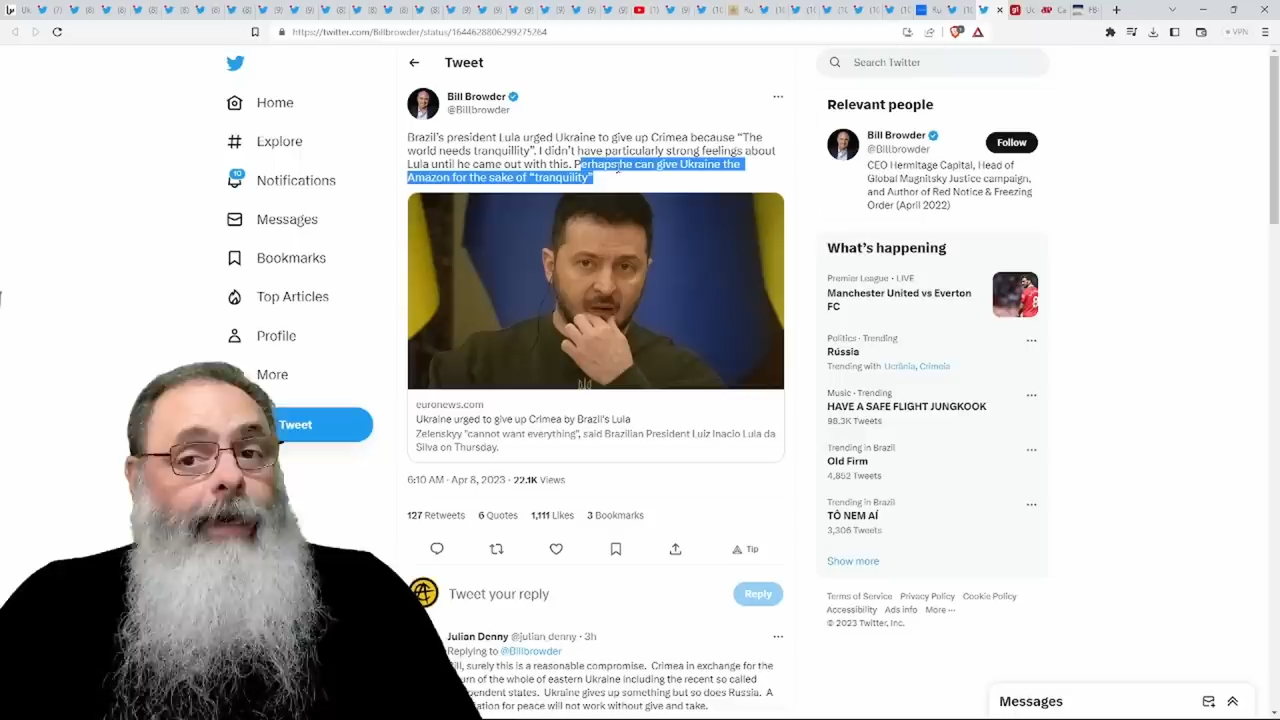 https://twitter.com/Billbrowder/status/1644628806299275264
VPN
Home
Explore
10
Notifications
Messages
Bookmarks
Top Articles
Profile
More
Tweet
Tweet
Bill Browder
@Billbrowder
Brazil's president Lula urged Ukraine to give up Crimea because "The
world needs tranquillity". I didn't have particularly strong feelings about
Lula until he came out with this. Perhaps he can give Ukraine the
Amazon for the sake of "tranquility"
euronews.com
Ukraine urged to give up Crimea by Brazil's Lula
Zelenskyy "cannot want everything", said Brazilian President Luiz Inacio Lula da
Silva on Thursday.
6:10 AM · Apr 8, 2023 · 22.1K Views
127 Retweets 6 Quotes 1,111 Likes 3 Bookmarks
Tip
Tweet your reply
Reply
Julian Denny @julian_denny · 3h
Replying to @Billbrowder
Bill, surely this is a reasonable compromise. Crimea in exchange for the
of the whole of eastern Ukraine including the recent so called
states. Ukraine gives up something but so does Russia. A
for peace will not work without give and take.
Search Twitter
Relevant people
Bill Browder
@Billbrowder
Follow
CEO Hermitage Capital, Head of
Global Magnitsky Justice campaign,
and Author of Red Notice & Freezing
Order (April 2022)
What's happening
Premier League · LIVE
Manchester United vs Everton
FC
Politics · Trending
Rússia
Trending with Ucrânia, Crimeia
Music · Trending
HAVE A SAFE FLIGHT JUNGKOOK
98.3K Tweets
Trending in Brazil
Old Firm
4,852 Tweets
Trending in Brazil
TÔ NEM AÍ
3,306 Tweets
Show more
Terms of Service Privacy Policy Cookie Policy
Accessibility Ads info More ···
© 2023 Twitter, Inc.
Messages